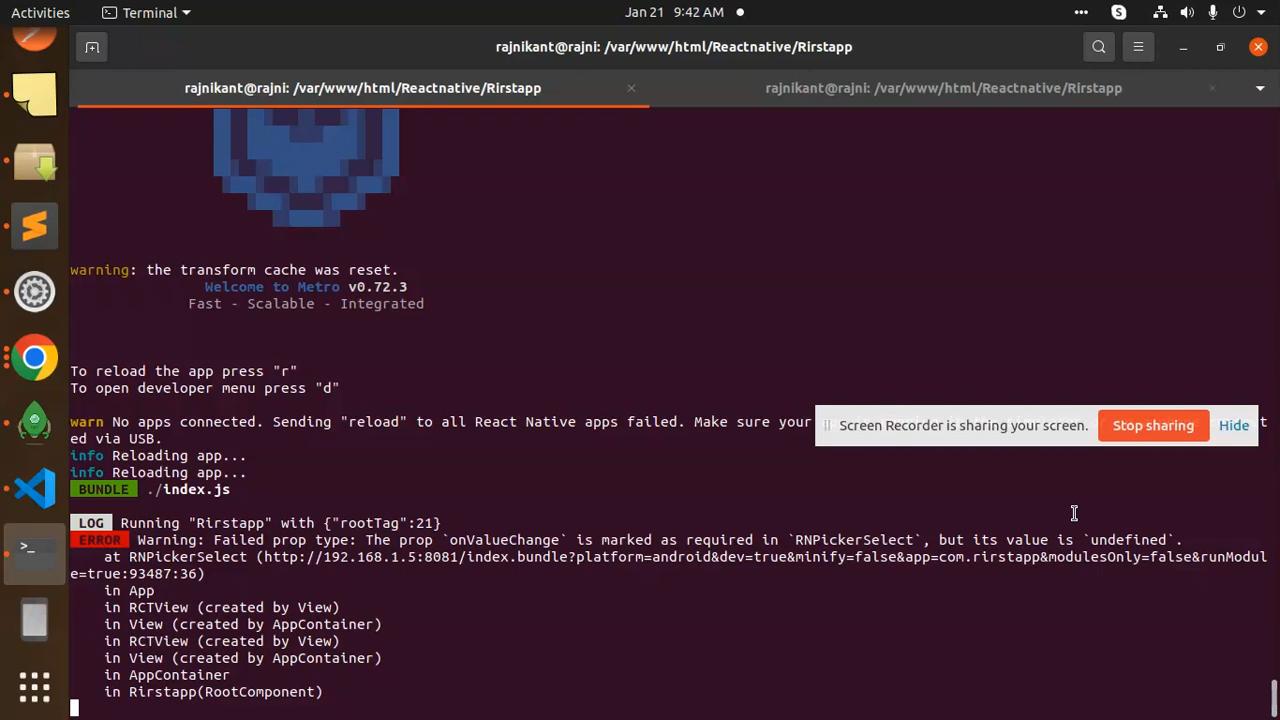 Activities
Terminal
Jan 21 9:42 AM
rajnikant@rajni: /var/www/html/Reactnative/Rirstapp
rajnikant@rajni: /var/www/html/Reactnative/Rirstapp
rajnikant@rajni: /var/www/html/Reactnative/Rirstapp
warning: the transform cache was reset.
Welcome to Metro v0.72.3
Fast - Scalable - Integrated
To reload the app press "r"
To open developer menu press "d"
warn No apps connected. Sending "reload" to all React Native apps failed. Make sure your
ed via USB.
Screen Recorder is sharing your screen.
Stop sharing
Hide
info Reloading app...
info Reloading app...
BUNDLE ./index.js
LOG Running "Rirstapp" with {"rootTag":21}
ERROR Warning: Failed prop type: The prop `onValueChange` is marked as required in `RNPickerSelect`, but its value is `undefined`.
at RNPickerSelect (http://192.168.1.5:8081/index.bundle?platform=android&dev=true&minify=false&app=com.rirstapp&modulesOnly=false&runModul
e=true:93487:36)
in App
in RCTView (created by View)
in View (created by AppContainer)
in RCTView (created by View)
in View (created by AppContainer)
in AppContainer
in Rirstapp(RootComponent)